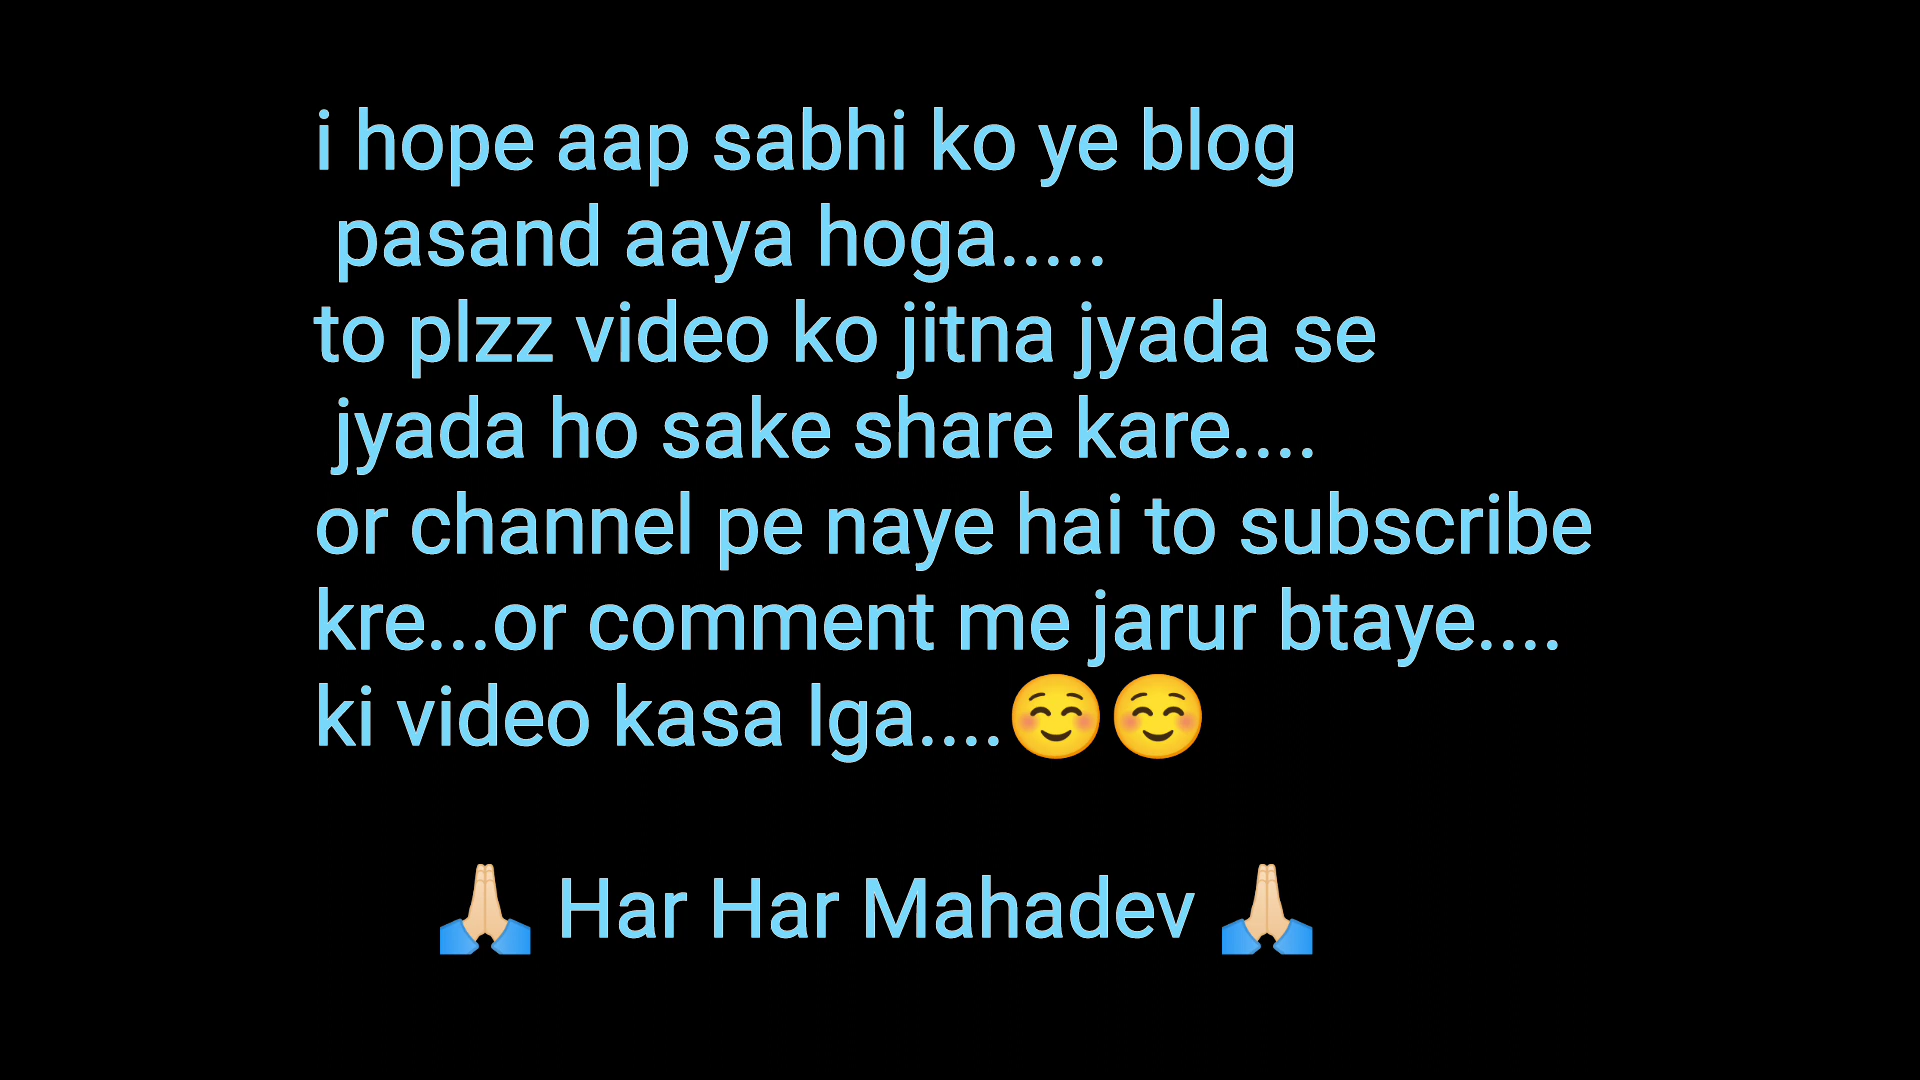 i hope aap sabhi ko ye blog
pasand aaya hoga.....
to plzz video ko jitna jyada se
jyada ho sake share kare....
or channel pe naye hai to subscribe
kre...or comment me jarur btaye....
ki video kasa lga....☺️☺️
🙏🏻 Har Har Mahadev 🙏🏻